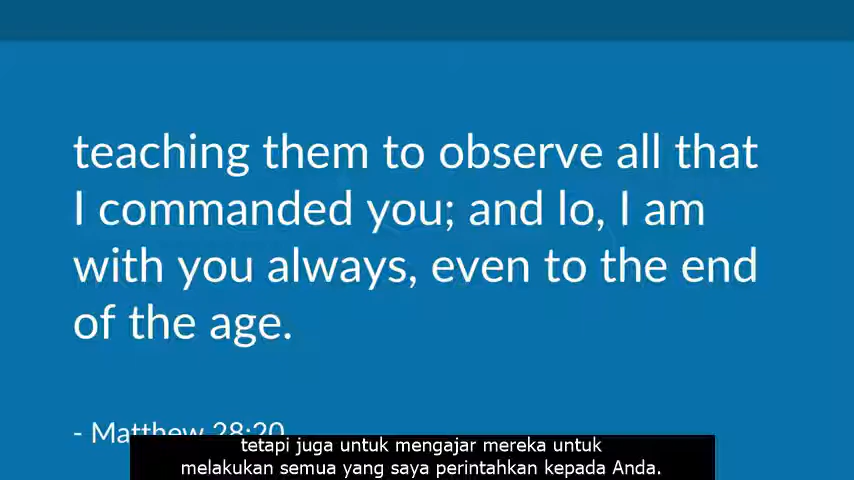 teaching them to observe all that
I commanded you; and lo, I am
with you always, even to the end
of the age.
- Matthew 28:20
tetapi juga untuk mengajar mereka untuk
melakukan semua yang saya perintahkan kepada Anda.